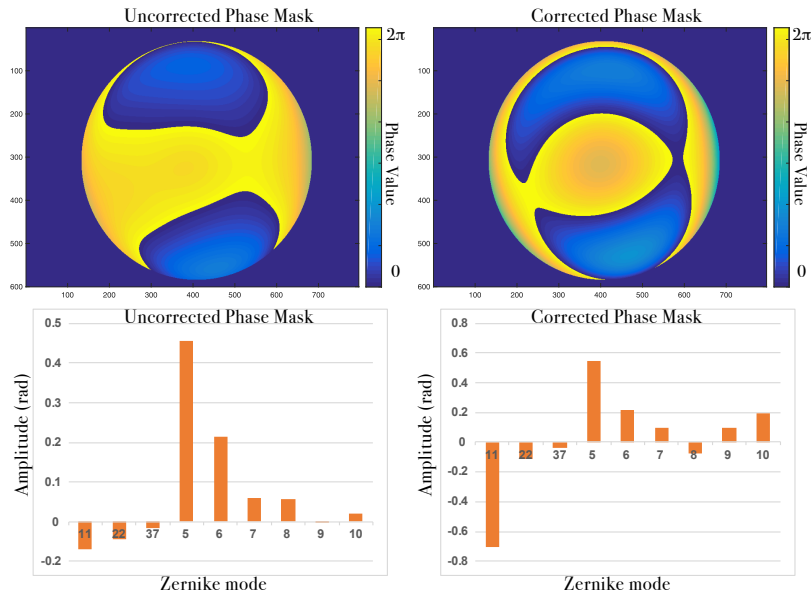 Uncorrected Phase Mask
100
200
300
400
500
600
100 200 300 400 500 600 700
2π
Phase Value
0
Corrected Phase Mask
100
200
300
400
500
600
100 200 300 400 500 600 700
2π
Phase Value
0
Uncorrected Phase Mask
Amplitude (rad)
0.5
0.4
0.3
0.2
0.1
0
-0.2
11 22 37 5 6 7 8 9 10
Zernike mode
Corrected Phase Mask
Amplitude (rad)
0.8
0.6
0.4
0.2
0
-0.2
-0.4
-0.6
-0.8
11 22 37 5 6 7 8 9 10
Zernike mode